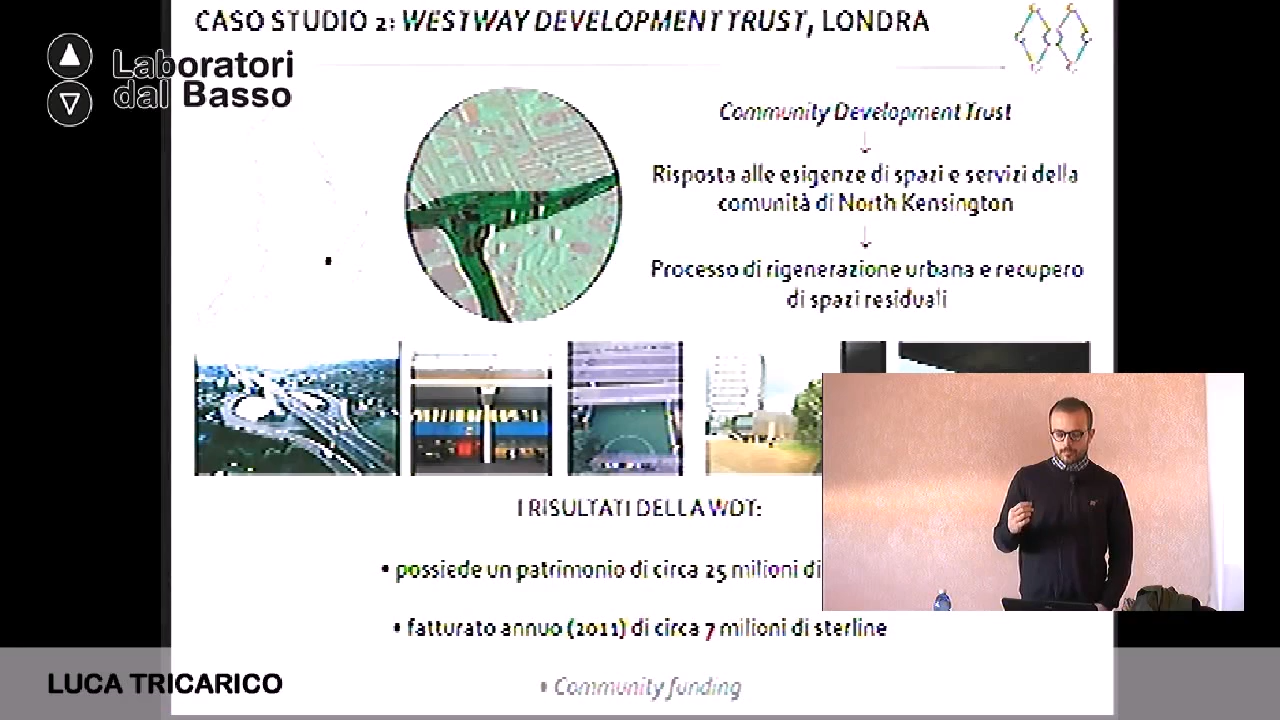 CASO STUDIO 2: WESTWAY DEVELOPMENT TRUST, LONDRA
Laboratori
dal Basso
Community Development Trust
Risposta alle esigenze di spazi e servizi della
comunità di North Kensington
Processo di rigenerazione urbana e recupero
di spazi residuali
I RISULTATI DELLA WDT:
• possiede un patrimonio di circa 25 milioni di
• fatturato annuo (2011) di circa 7 milioni di sterline
• Community funding
LUCA TRICARICO